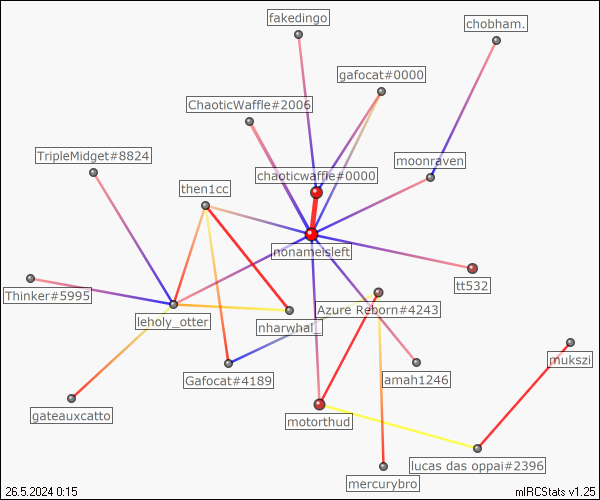 fakedingo
chobham.
gafocat#0000
ChaoticWaffle#2006
TripleMidget#8824
moonraven
chaoticwaffle#0000
then1cc
nonameisleft
tt532
Thinker#5995
Azure Reborn#4243
leholy_otter
nharwhal_
mukszi
Gafocat#4189
amah1246
gateauxcatto
motorthud
lucas das oppai#2396
mercurybro
26.5.2024 0:15
mIRCStats v1.25